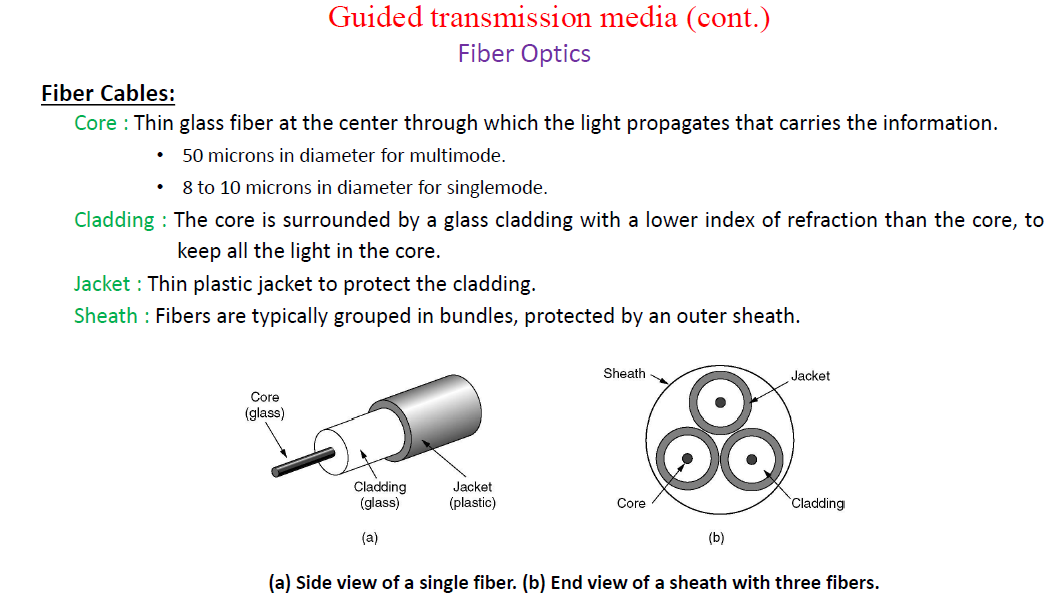 Guided transmission media (cont.)
Fiber Optics
Fiber Cables:
Core : Thin glass fiber at the center through which the light propagates that carries the information.
• 50 microns in diameter for multimode.
• 8 to 10 microns in diameter for singlemode.
Cladding : The core is surrounded by a glass cladding with a lower index of refraction than the core, to
keep all the light in the core.
Jacket : Thin plastic jacket to protect the cladding.
Sheath : Fibers are typically grouped in bundles, protected by an outer sheath.
Core
(glass)
Cladding
(glass)
Jacket
(plastic)
(a)
Sheath
Jacket
Core
Cladding
(b)
(a) Side view of a single fiber. (b) End view of a sheath with three fibers.